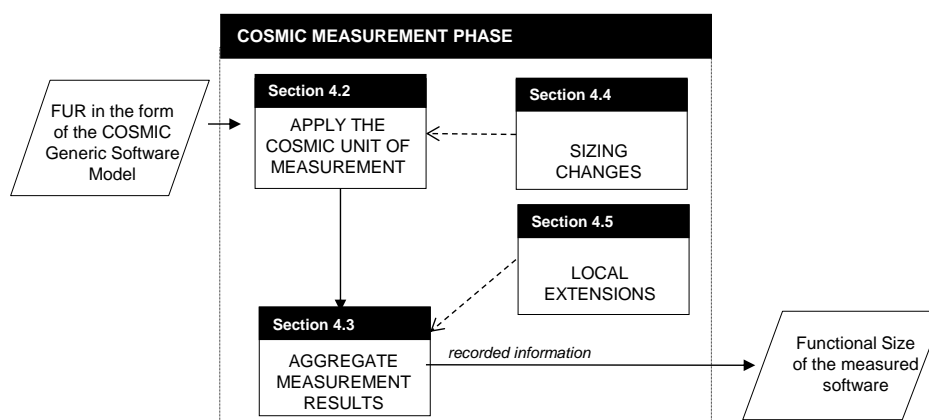 COSMIC MEASUREMENT PHASE
FUR in the form
of the COSMIC
Generic Software
Model
Section 4.2
APPLY THE
COSMIC UNIT OF
MEASUREMENT
Section 4.4
SIZING
CHANGES
Section 4.5
LOCAL
EXTENSIONS
Section 4.3
AGGREGATE
MEASUREMENT
RESULTS
recorded information
Functional Size
of the measured
software